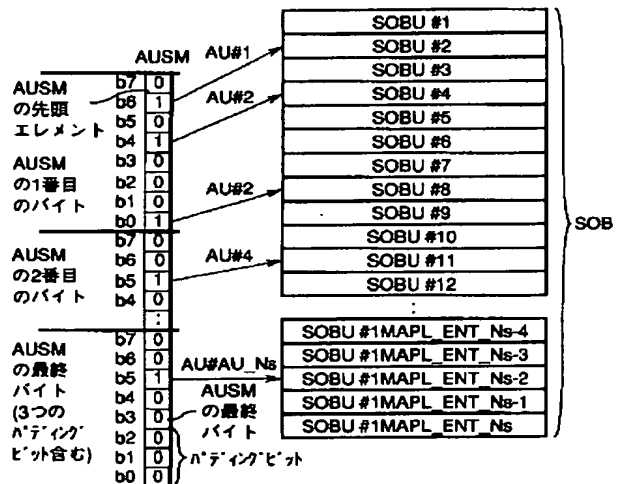 AUSM
AU#1
AUSM
の先頭
エレメント
b7 0
b6 1
b5 0
b4 1
AU#2
AUSM
の1番目
のバイト
b3 0
b2 0
b1 0
b0 1
AU#2
AUSM
の2番目
のバイト
b7 0
b6 0
b5 1
b4 0
:
AU#4
AUSM
の最終
バイト
(3つの
パディング
ビット含む)
b7 0
b6 0
b5 1
b4 0
b3 0
b2 0
b1 0
b0 0
AU#AU_Ns
AUSM
の最終
バイト
パディングビット
SOBU #1
SOBU #2
SOBU #3
SOBU #4
SOBU #5
SOBU #6
SOBU #7
SOBU #8
SOBU #9
SOBU #10
SOBU #11
SOBU #12
:
SOBU #1MAPL_ENT_Ns-4
SOBU #1MAPL_ENT_Ns-3
SOBU #1MAPL_ENT_Ns-2
SOBU #1MAPL_ENT_Ns-1
SOBU #1MAPL_ENT_Ns
SOB